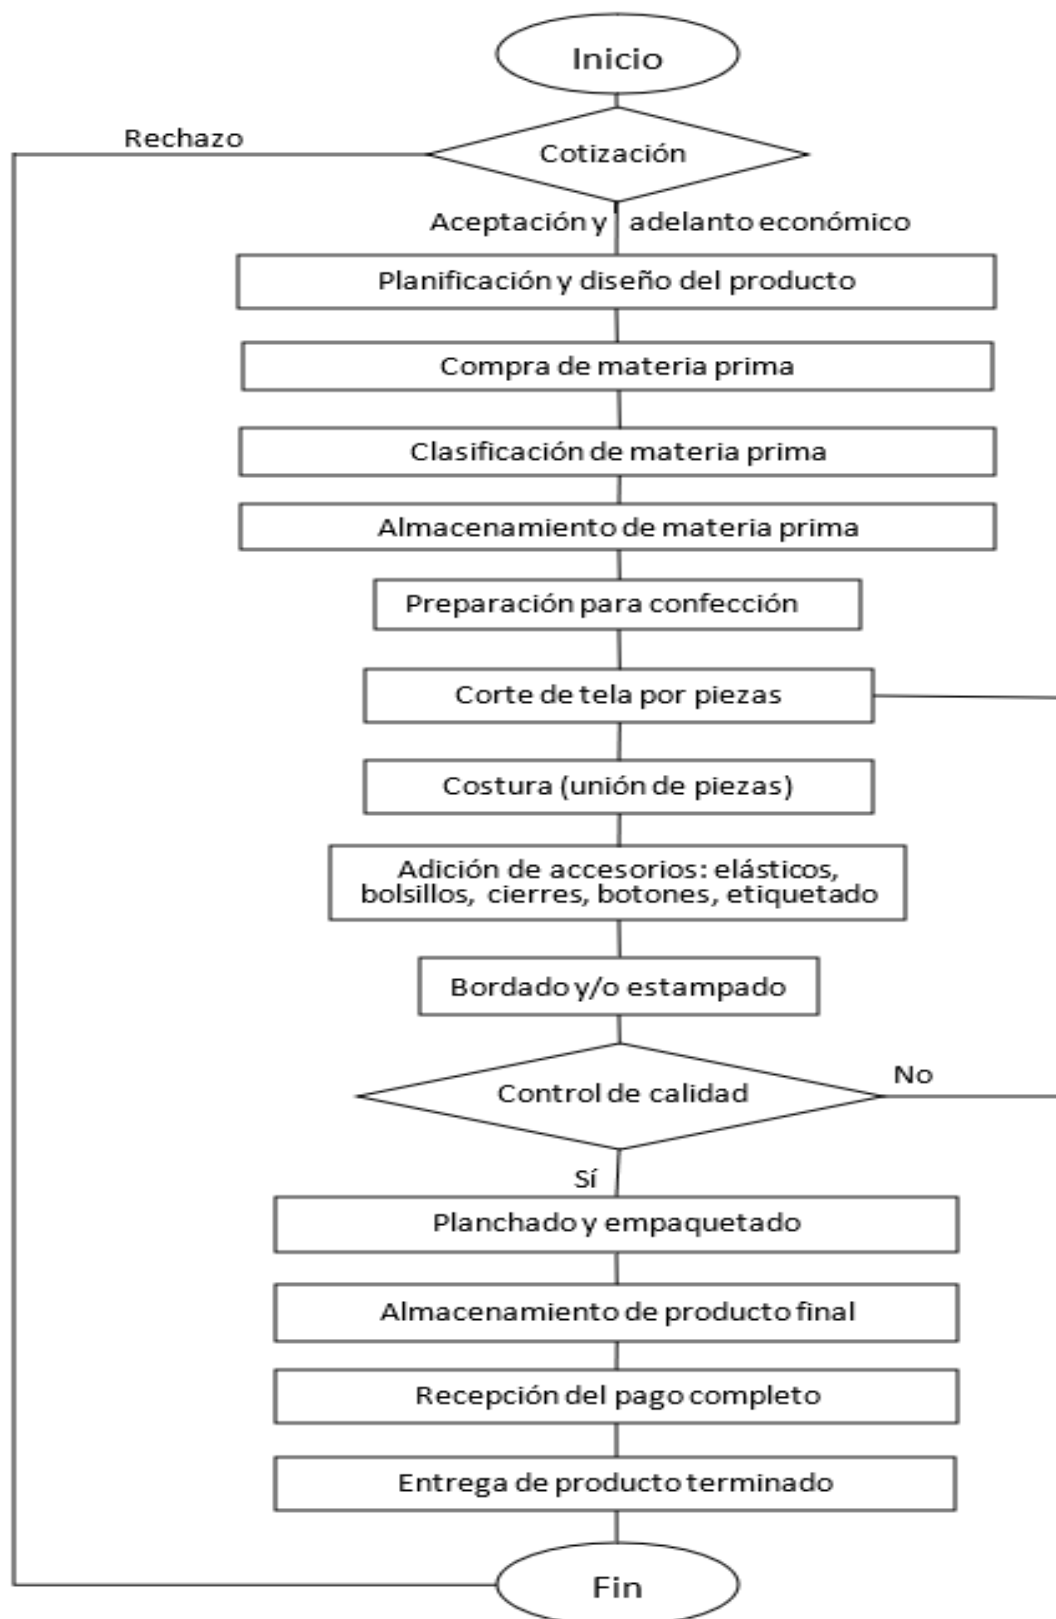 Inicio
Rechazo
Cotización
Aceptación y adelanto económico
Planificación y diseño del producto
Compra de materia prima
Clasificación de materia prima
Almacenamiento de materia prima
Preparación para confección
Corte de tela por piezas
Costura (unión de piezas)
Adición de accesorios: elásticos,
bolsillos, cierres, botones, etiquetado
Bordado y/o estampado
Control de calidad
No
Sí
Planchado y empaquetado
Almacenamiento de producto final
Recepción del pago completo
Entrega de producto terminado
Fin